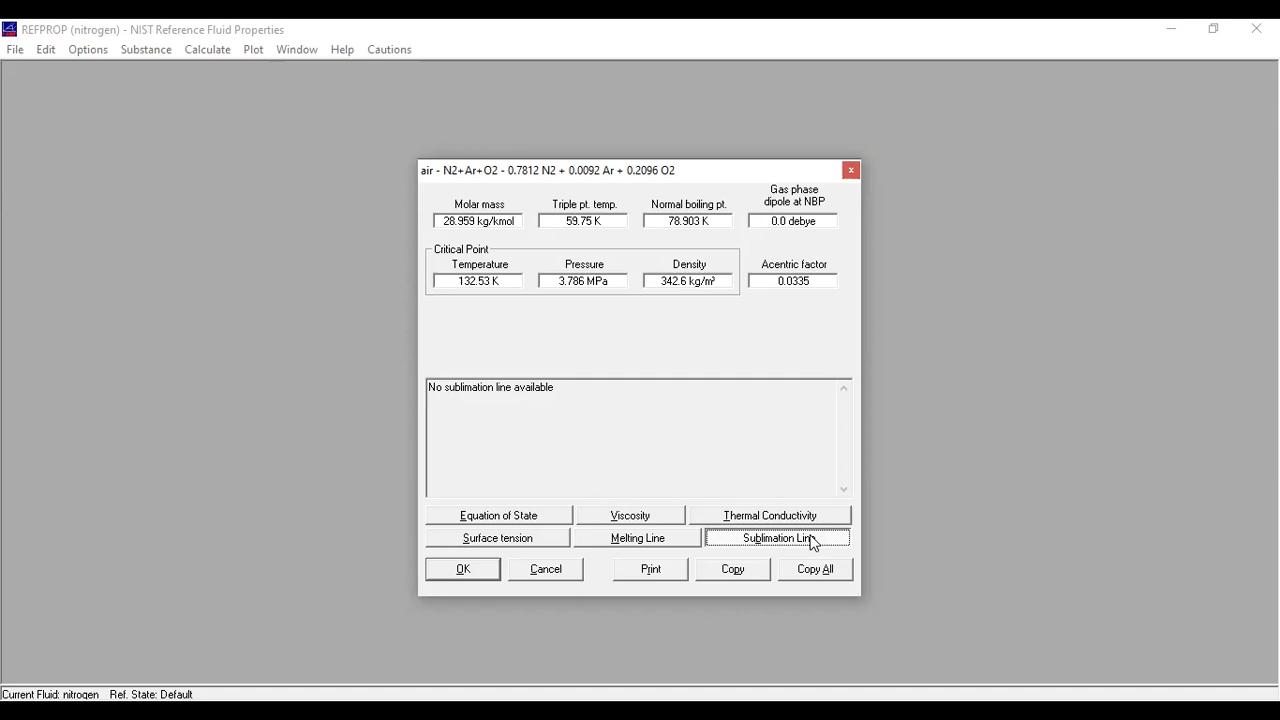 REFPROP (nitrogen) - NIST Reference Fluid Properties
File Edit Options Substance Calculate Plot Window Help Cautions
air - N2+Ar+O2 - 0.7812 N2 + 0.0092 Ar + 0.2096 O2
Molar mass Triple pt. temp. Normal boiling pt. Gas phase dipole at NBP
28.959 kg/kmol 59.75 K 78.903 K 0.0 debye
Critical Point
Temperature Pressure Density Acentric factor
132.53 K 3.786 MPa 342.6 kg/m³ 0.0335
No sublimation line available
Equation of State Viscosity Thermal Conductivity
Surface tension Melting Line Sublimation Line
OK Cancel Print Copy Copy All
Current Fluid: nitrogen Ref. State: Default